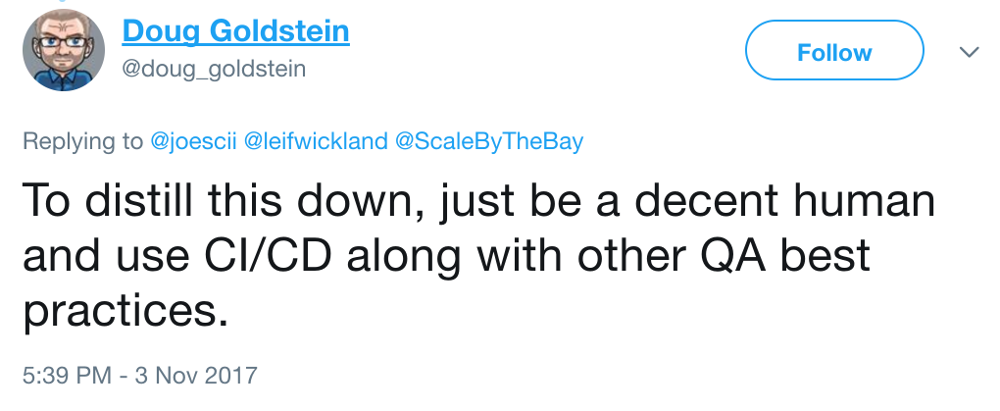 Doug Goldstein
@doug_goldstein
Follow
Replying to @joescii @leifwickland @ScaleByTheBay
To distill this down, just be a decent human
and use CI/CD along with other QA best
practices.
5:39 PM - 3 Nov 2017